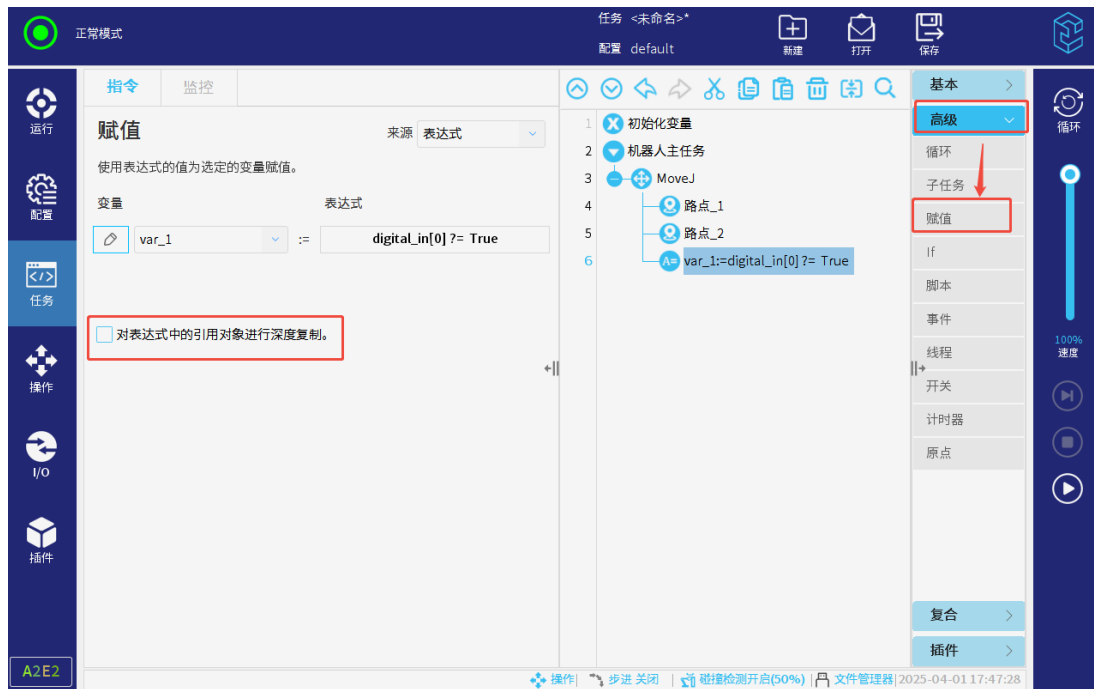 正常模式
任务 <未命名>*
配置 default
新建
打开
保存
运行
配置
任务
操作
I/O
插件
A2E2
指令
监控
赋值
来源 表达式
使用表达式的值为选定的变量赋值。
变量
表达式
var_1 := digital_in[0] ?= True
对表达式中的引用对象进行深度复制。
1 初始化变量
2 机器人主任务
3 MoveJ
4 路点_1
5 路点_2
6 A= var_1:=digital_in[0] ?= True
基本
高级
循环
子任务
赋值
If
脚本
事件
线程
开关
计时器
原点
复合
插件
循环
100%
速度
操作 | 步进 关闭 | 碰撞检测开启(50%) | 文件管理器 | 2025-04-01 17:47:28